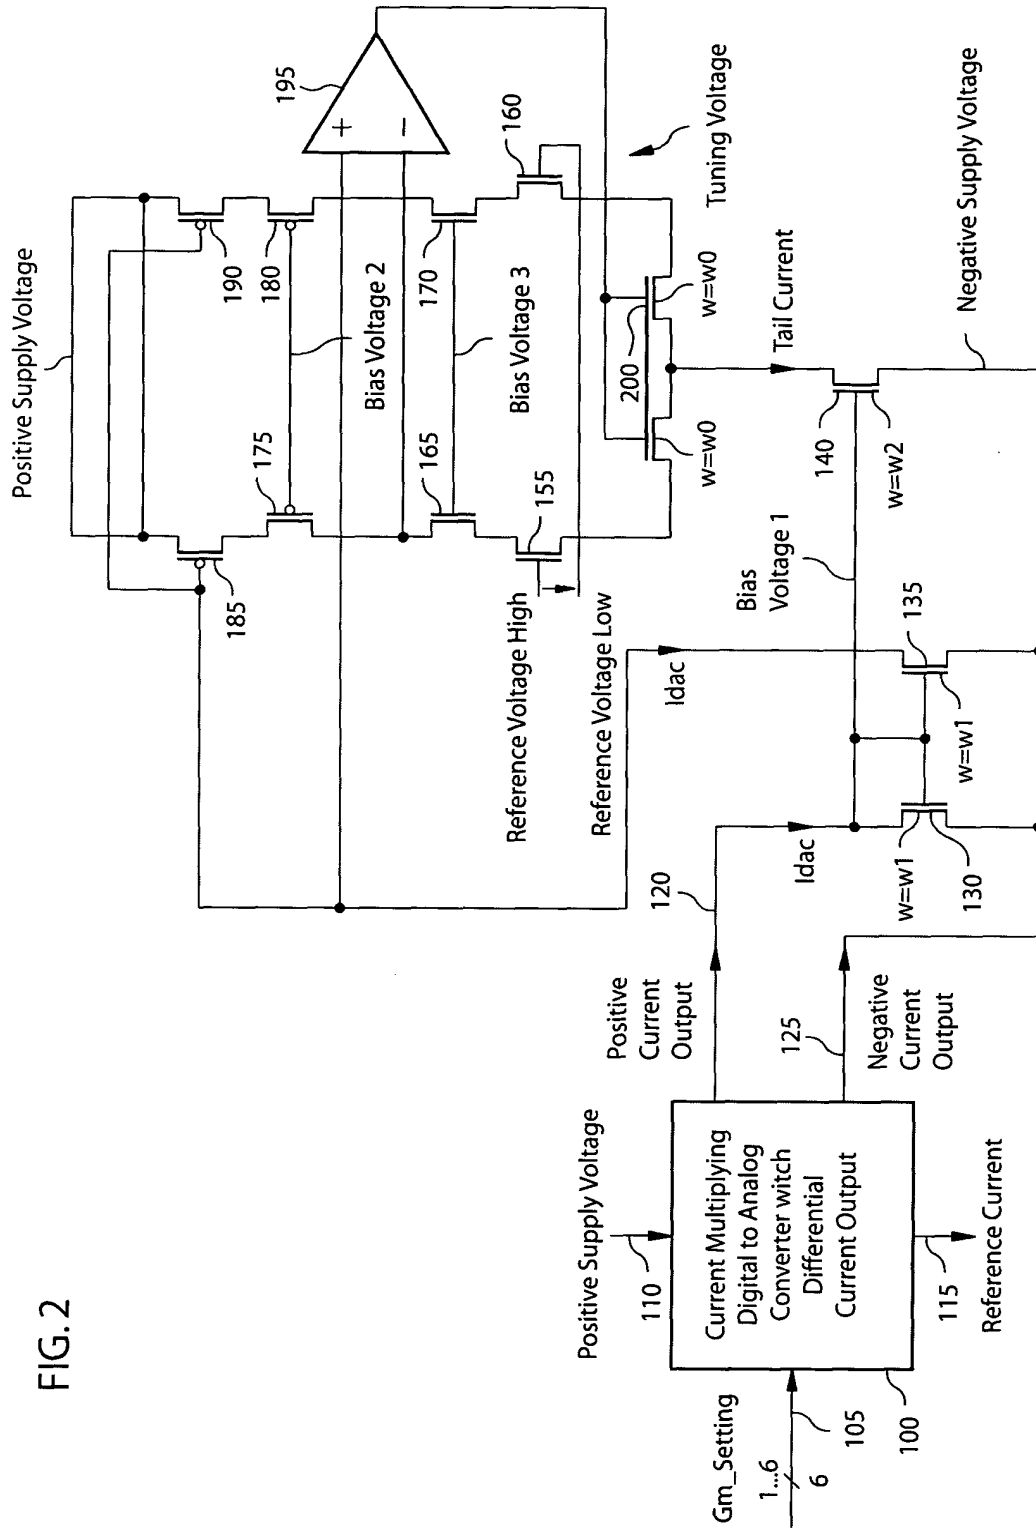 FIG. 2
Gm_Setting
1...6
6
105
100
Positive Supply Voltage
110
Current Multiplying
Digital to Analog
Converter witch
Differential
Current Output
115
Reference Current
Positive
Current
Output
120
125
Negative
Current
Output
Idac
w=w1
130
Idac
135
w=w1
Bias
Voltage 1
140
w=w2
Tail Current
Negative Supply Voltage
Positive Supply Voltage
185
190
175
180
Bias Voltage 2
165
170
Bias Voltage 3
155
160
Reference Voltage High
Reference Voltage Low
195
+
−
200
w=w0
w=w0
Tuning Voltage